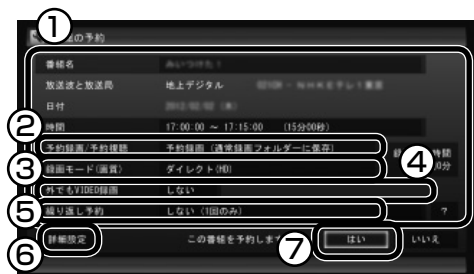 ①
の予約
番組名 みいつけた！
放送波と放送局 地上デジタル
日付
② 時間 17:00:00 ～ 17:15:00 (15分00秒)
予約録画/予約視聴 予約録画（通常録画フォルダーに保存）
③ 録画モード(画質) ダイレクト(HD)
④
外でもVIDEO録画 しない
⑤ 繰り返し予約 しない（1回のみ） ?
⑥ 詳細設定 この番組を予約しま ⑦ はい いいえ